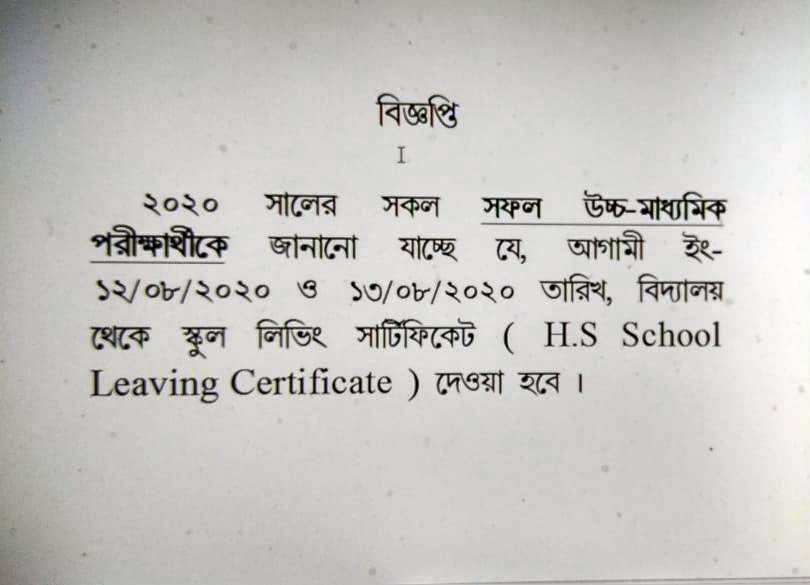 বিজ্ঞপ্তি
২০২০ সালের সকল সফল উচ্চ-মাধ্যমিক
পরীক্ষার্থীকে জানানো যাচ্ছে যে, আগামী ইং-
১২/০৮/২০২০ ও ১৩/০৮/২০২০ তারিখ, বিদ্যালয়
থেকে স্কুল লিভিং সার্টিফিকেট ( H.S School
Leaving Certificate ) দেওয়া হবে ।